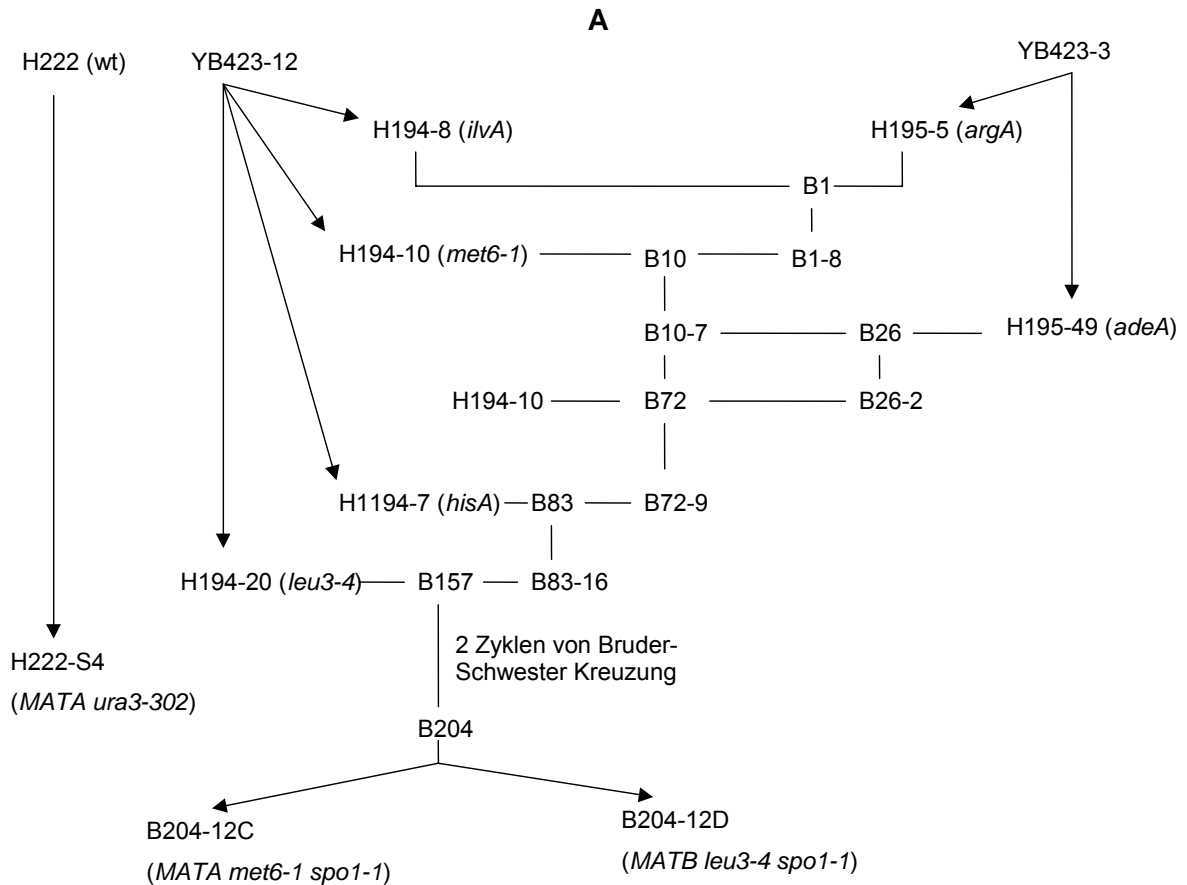 A
H222 (wt)
YB423-12
YB423-3
H194-8 (ilvA)
H195-5 (argA)
B1
H194-10 (met6-1)
B10
B1-8
B10-7
B26
H195-49 (adeA)
H194-10
B72
B26-2
H1194-7 (hisA)
B83
B72-9
H194-20 (leu3-4)
B157
B83-16
2 Zyklen von Bruder-
Schwester Kreuzung
H222-S4
(MATA ura3-302)
B204
B204-12C
(MATA met6-1 spo1-1)
B204-12D
(MATB leu3-4 spo1-1)